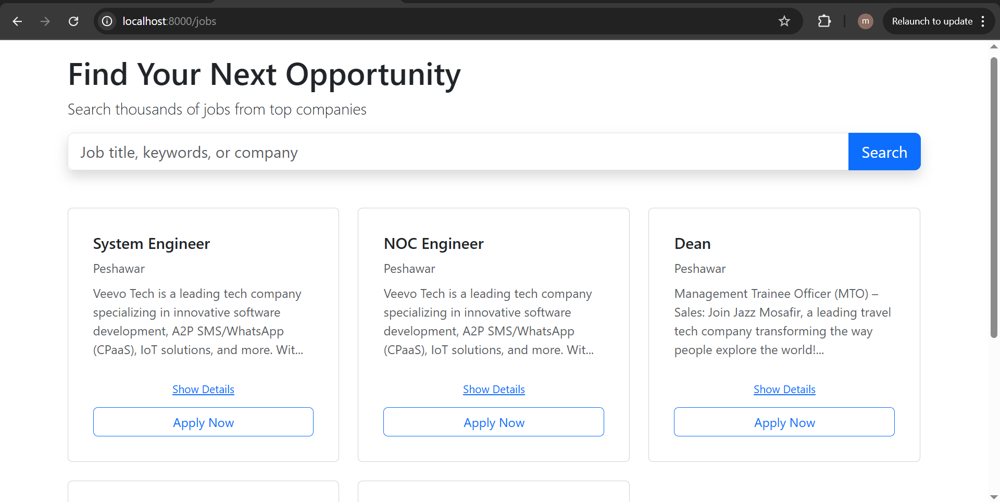 localhost:8000/jobs
m
Relaunch to update
Find Your Next Opportunity
Search thousands of jobs from top companies
Job title, keywords, or company
Search
System Engineer
Peshawar
Veevo Tech is a leading tech company
specializing in innovative software
development, A2P SMS/WhatsApp
(CPaaS), IoT solutions, and more. Wit...
Show Details
Apply Now
NOC Engineer
Peshawar
Veevo Tech is a leading tech company
specializing in innovative software
development, A2P SMS/WhatsApp
(CPaaS), IoT solutions, and more. Wit...
Show Details
Apply Now
Dean
Peshawar
Management Trainee Officer (MTO) –
Sales: Join Jazz Mosafir, a leading travel
tech company transforming the way
people explore the world!...
Show Details
Apply Now